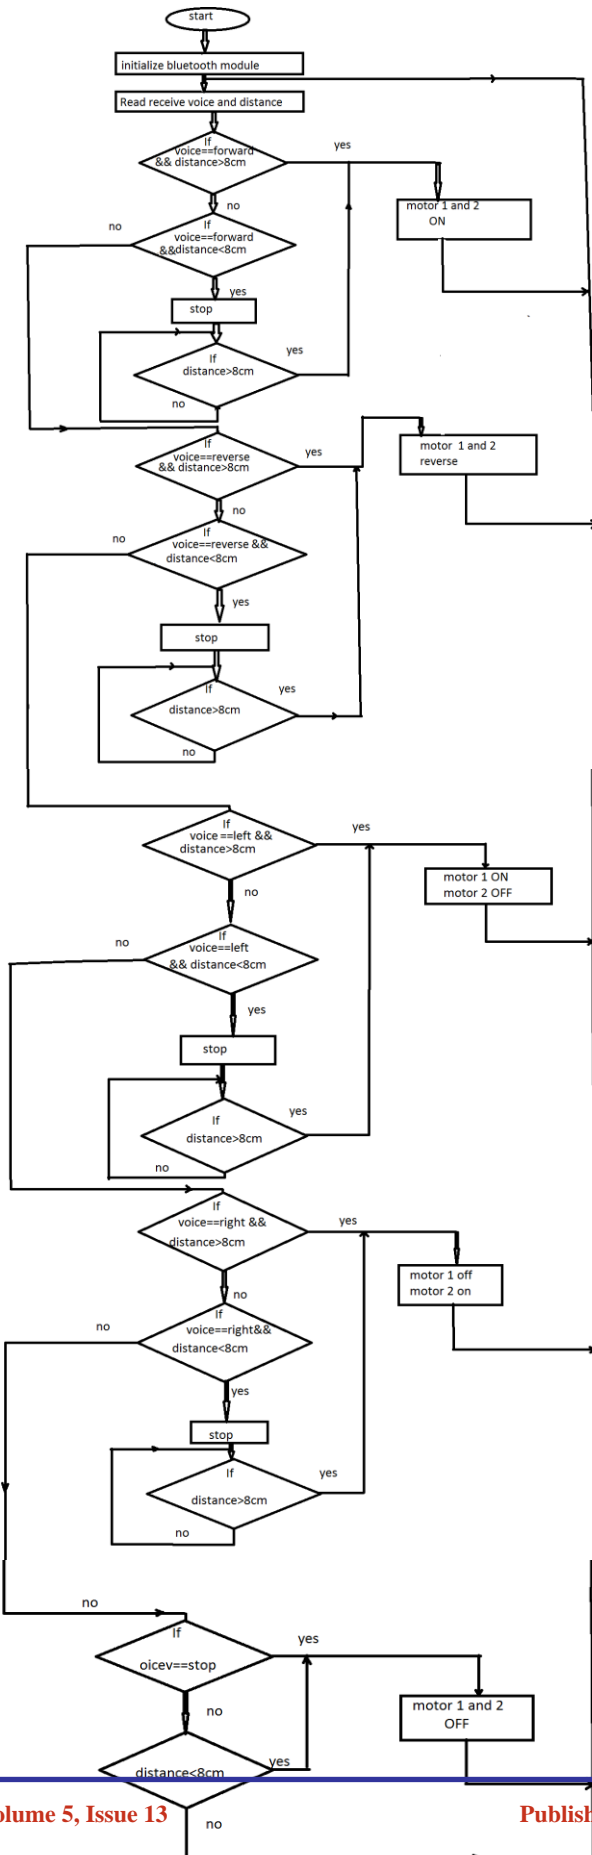 start
initialize bluetooth module
Read receive voice and distance
If
voice==forward
&& distance>8cm
yes
motor 1 and 2
ON
no
If
voice==forward
&&distance<8cm
no
yes
stop
If
distance>8cm
yes
no
If
voice==reverse
&& distance>8cm
yes
motor 1 and 2
reverse
no
If
voice==reverse &&
distance<8cm
no
yes
stop
If
distance>8cm
yes
no
If
voice ==left &&
distance>8cm
yes
motor 1 ON
motor 2 OFF
no
If
voice==left
&& distance<8cm
no
yes
stop
If
distance>8cm
yes
no
If
voice==right &&
distance>8cm
yes
motor 1 off
motor 2 on
no
If
voice==right&&
distance<8cm
no
yes
stop
If
distance>8cm
yes
no
no
If
oicev==stop
yes
motor 1 and 2
OFF
no
distance<8cm
yes
olume 5, Issue 13
Publish
no